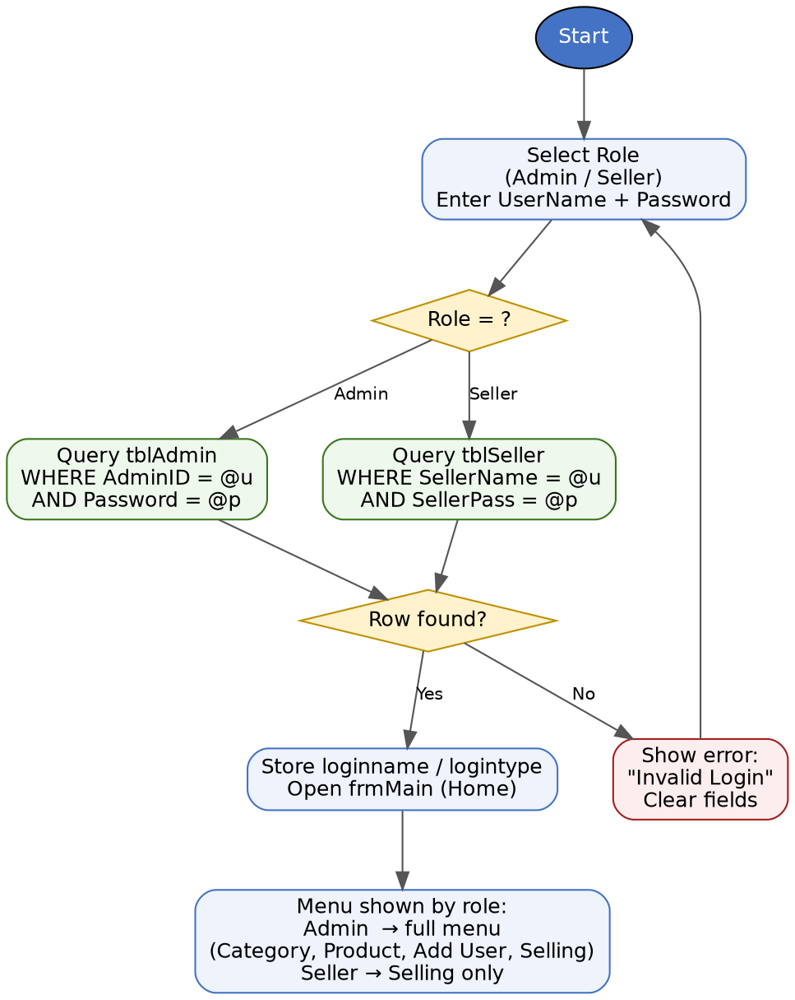 Start
Select Role
(Admin / Seller)
Enter UserName + Password
Role = ?
Admin
Seller
Query tblAdmin
WHERE AdminID = @u
AND Password = @p
Query tblSeller
WHERE SellerName = @u
AND SellerPass = @p
Row found?
Yes
No
Store loginname / logintype
Open frmMain (Home)
Show error:
"Invalid Login"
Clear fields
Menu shown by role:
Admin → full menu
(Category, Product, Add User, Selling)
Seller → Selling only